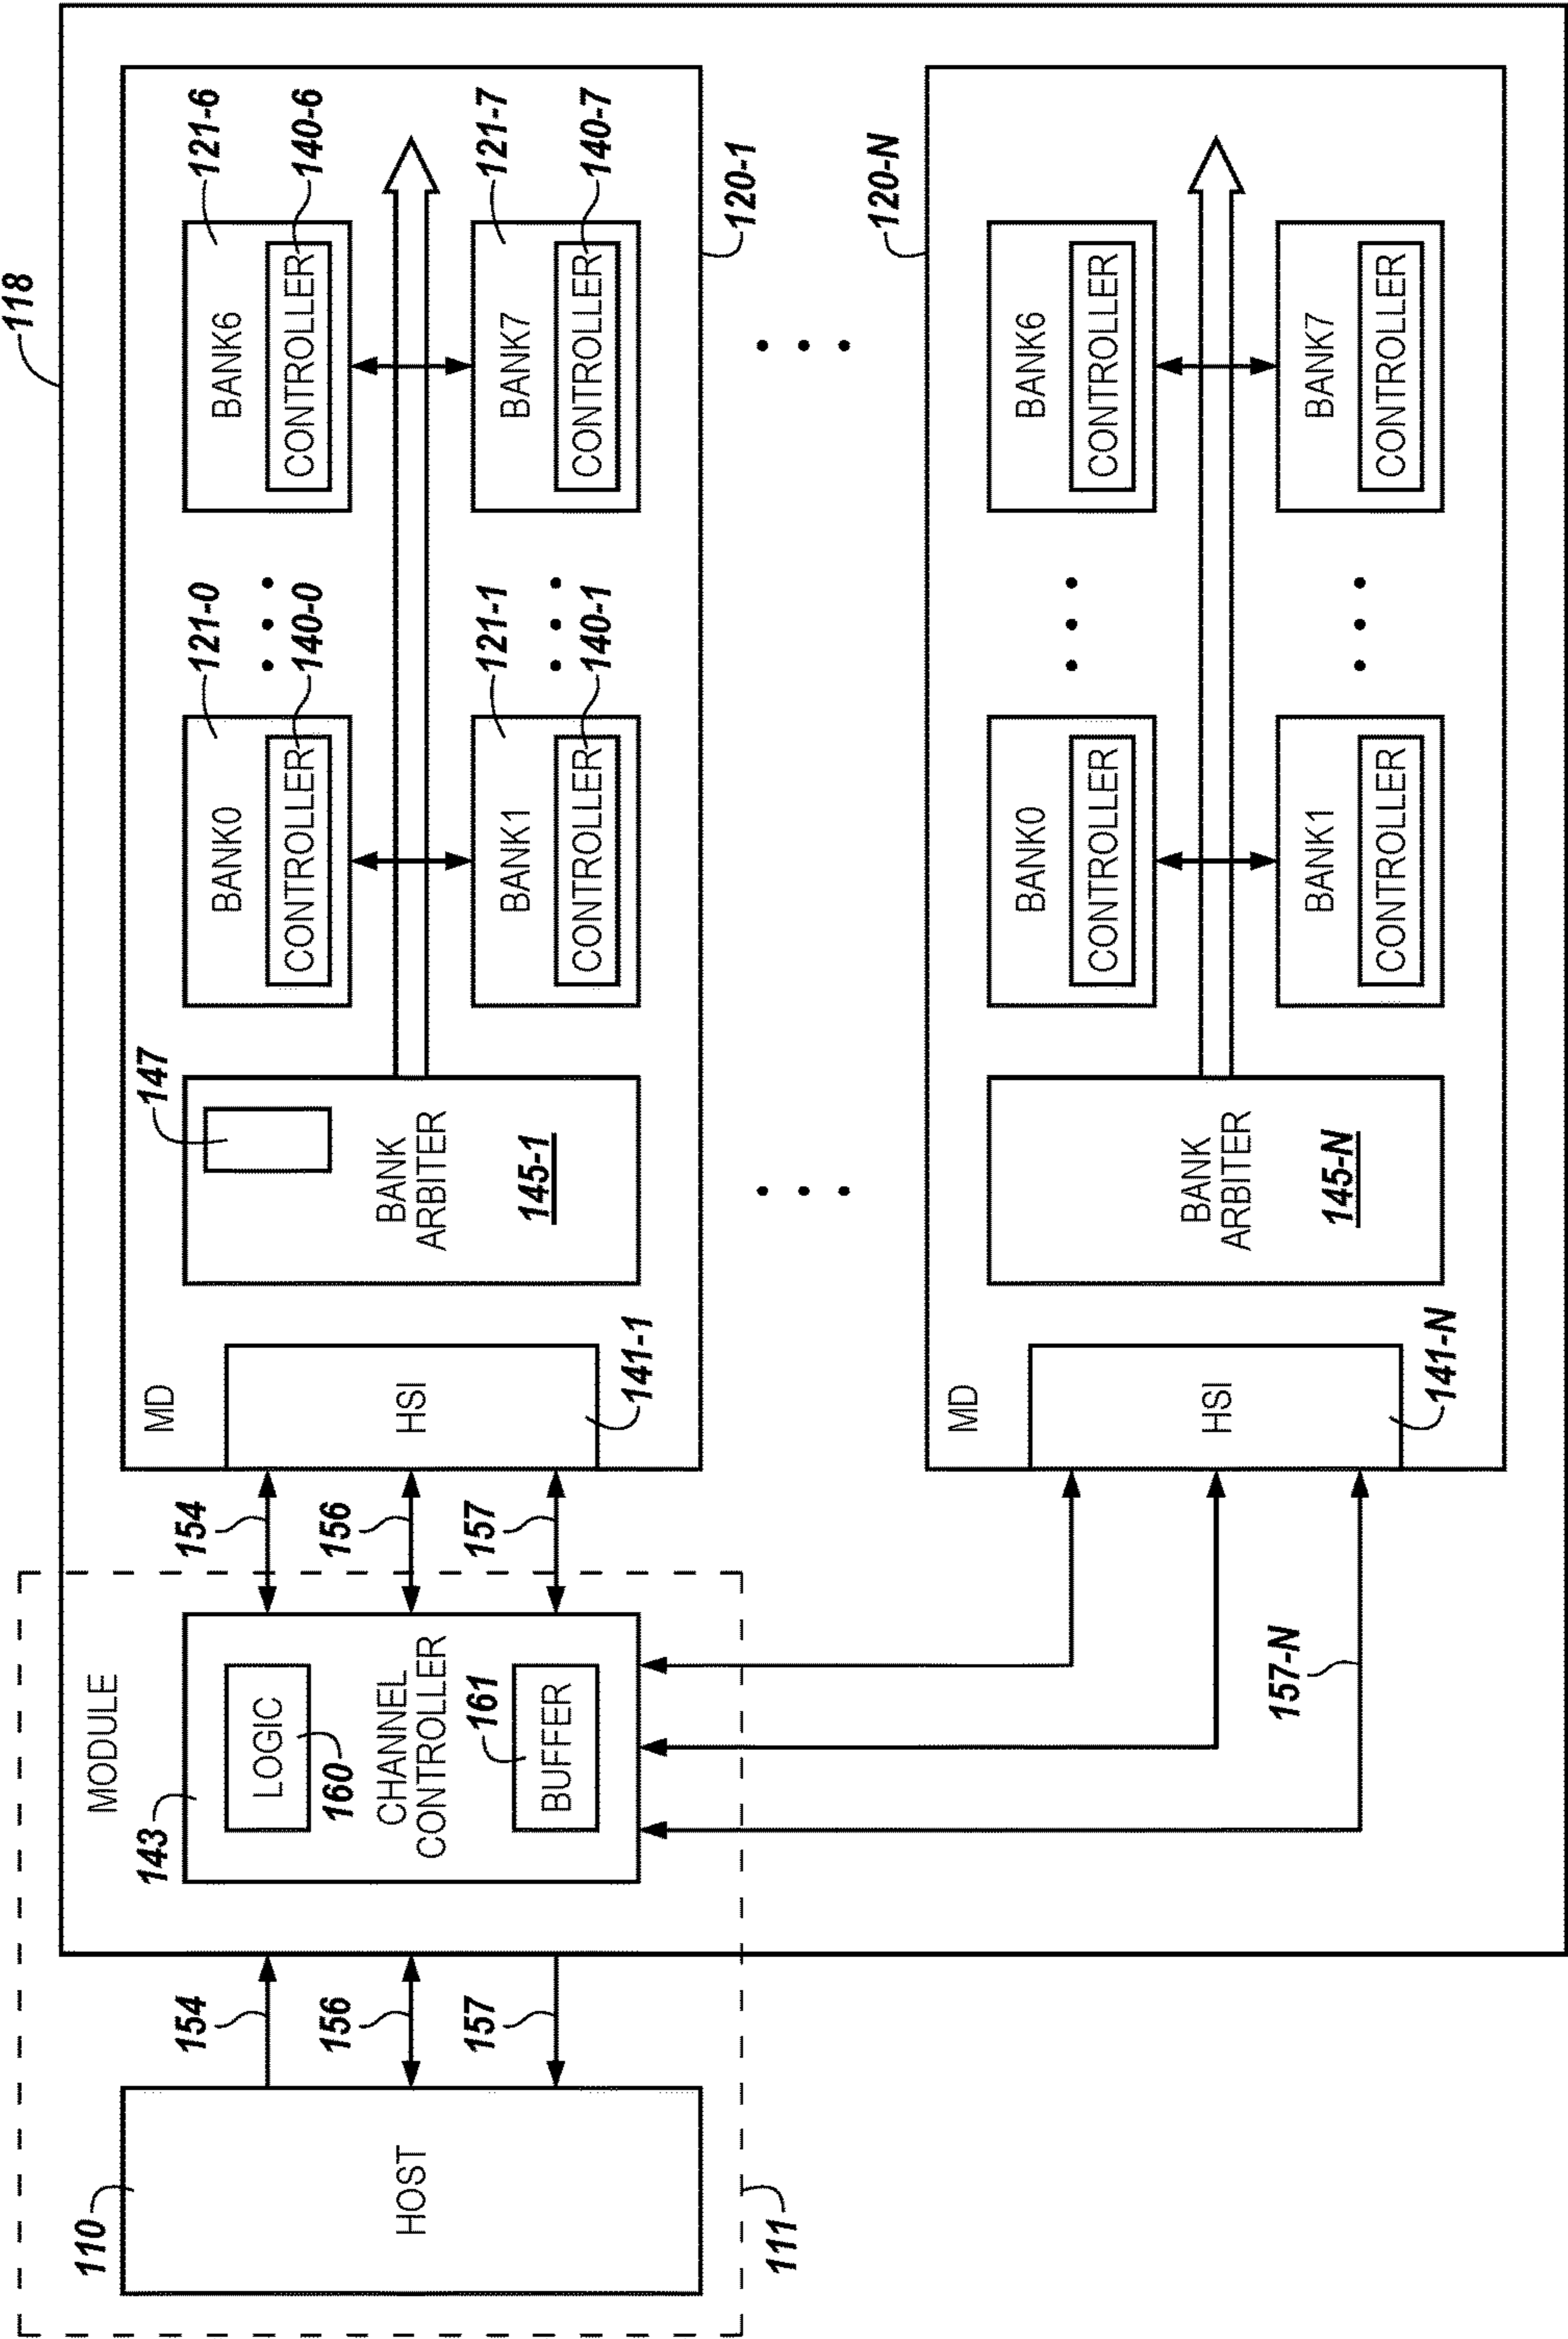 118
MODULE
110
HOST
111
154
156
157
143
LOGIC
160
CHANNEL
CONTROLLER
161
BUFFER
154
156
157
157-N
MD
HSI
141-1
147
BANK
ARBITER
145-1
121-0
BANK0
CONTROLLER
140-0
121-1
BANK1
CONTROLLER
140-1
121-6
BANK6
CONTROLLER
140-6
121-7
BANK7
CONTROLLER
140-7
120-1
120-N
MD
HSI
141-N
BANK
ARBITER
145-N
BANK0
CONTROLLER
BANK1
CONTROLLER
BANK6
CONTROLLER
BANK7
CONTROLLER